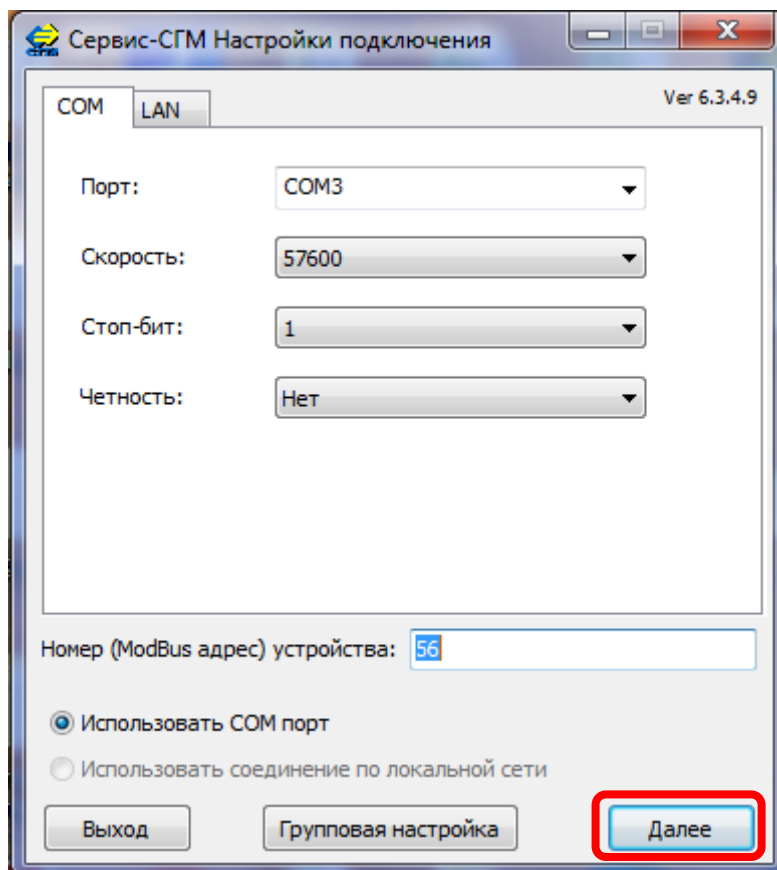 Сервис-СГМ Настройки подключения
COM
LAN
Ver 6.3.4.9
Порт:
COM3
Скорость:
57600
Стоп-бит:
1
Четность:
Нет
Номер (ModBus адрес) устройства:
56
Использовать COM порт
Использовать соединение по локальной сети
Выход
Групповая настройка
Далее